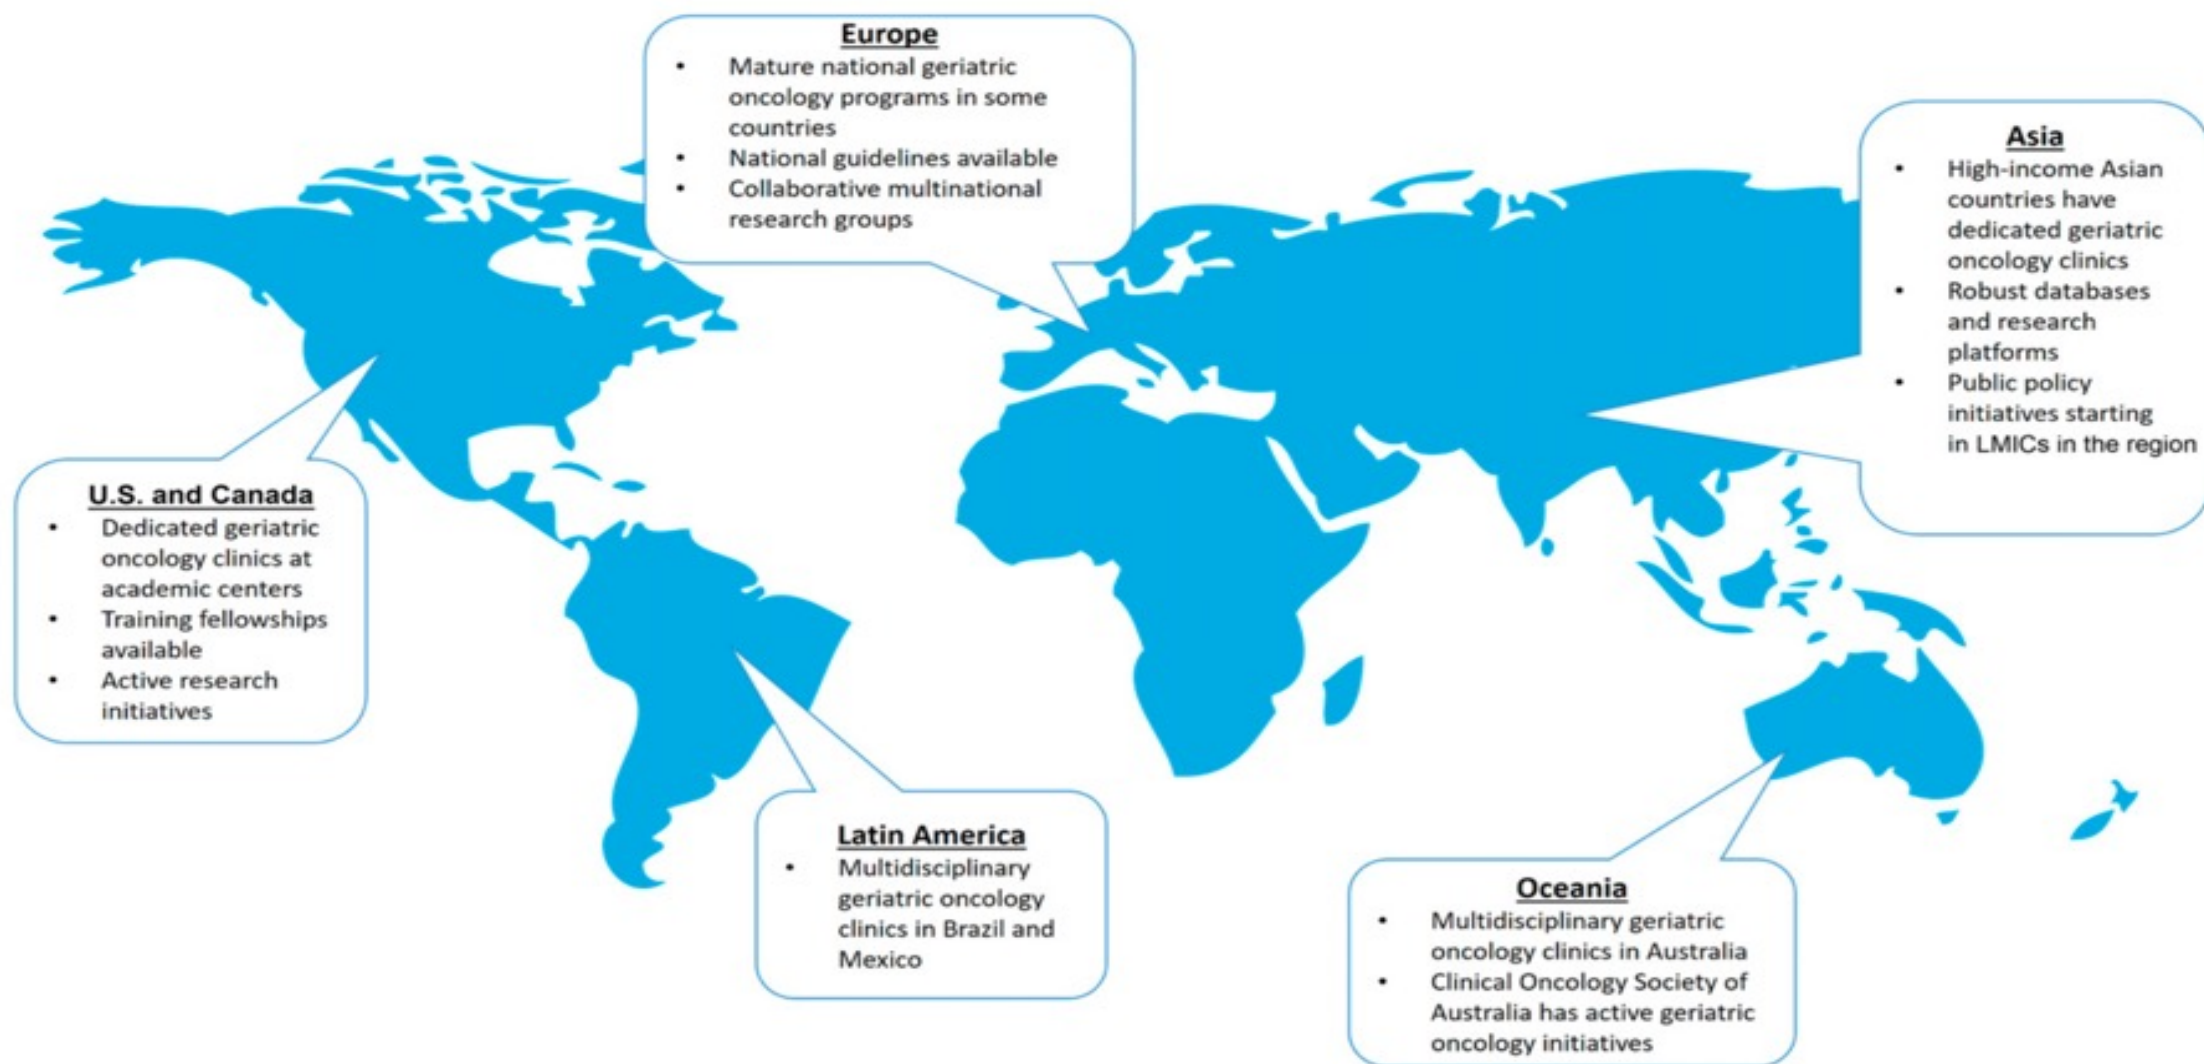 Europe
• Mature national geriatric
oncology programs in some
countries
• National guidelines available
• Collaborative multinational
research groups
Asia
• High-income Asian
countries have
dedicated geriatric
oncology clinics
• Robust databases
and research
platforms
• Public policy
initiatives starting
in LMICs in the region
U.S. and Canada
• Dedicated geriatric
oncology clinics at
academic centers
• Training fellowships
available
• Active research
initiatives
Latin America
• Multidisciplinary
geriatric oncology
clinics in Brazil and
Mexico
Oceania
• Multidisciplinary geriatric
oncology clinics in Australia
• Clinical Oncology Society of
Australia has active geriatric
oncology initiatives